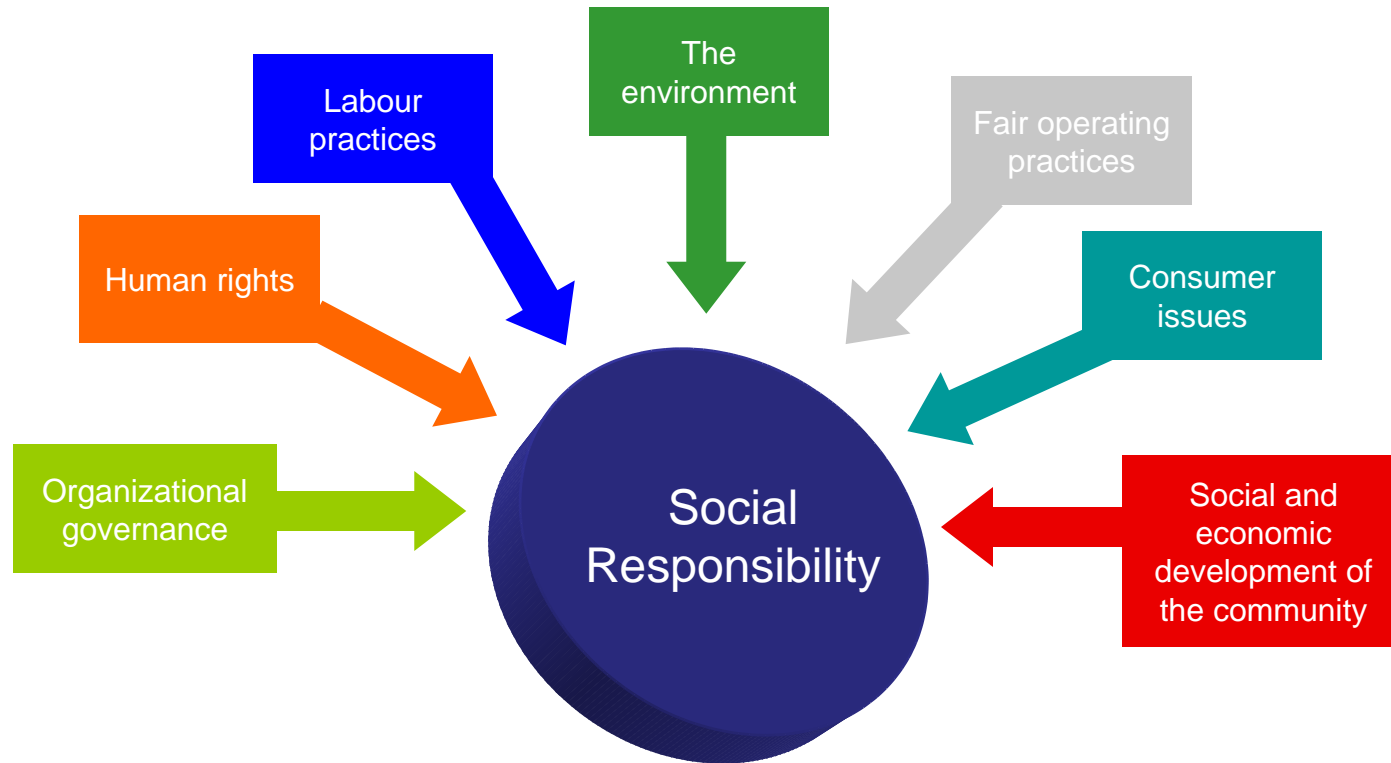 The
environment
Labour
practices
Fair operating
practices
Human rights
Consumer
issues
Organizational
governance
Social and
economic
development of
the community
Social
Responsibility